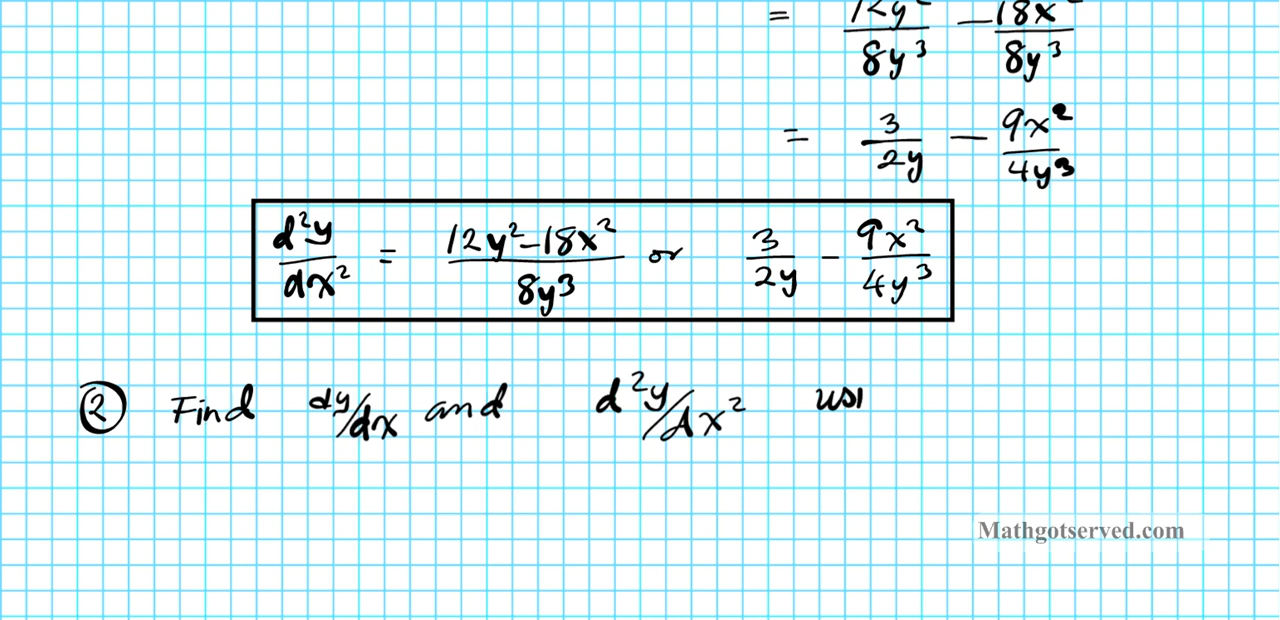 = 12y² − 18x²
8y³ 8y³
= 3/2y − 9x²/4y³
d²y/dx² = 12y²−18x²/8y³ or 3/2y − 9x²/4y³
② Find dy/dx and d²y/dx² usi
Mathgotserved.com